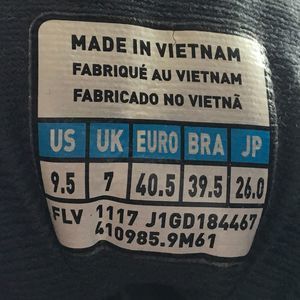 MADE IN VIETNAM
FABRIQUÉ AU VIETNAM
FABRICADO NO VIETNÃ
US UK EURO BRA JP
9.5 7 40.5 39.5 26.0
FLV 1117 J1GD184467
410985.9M61